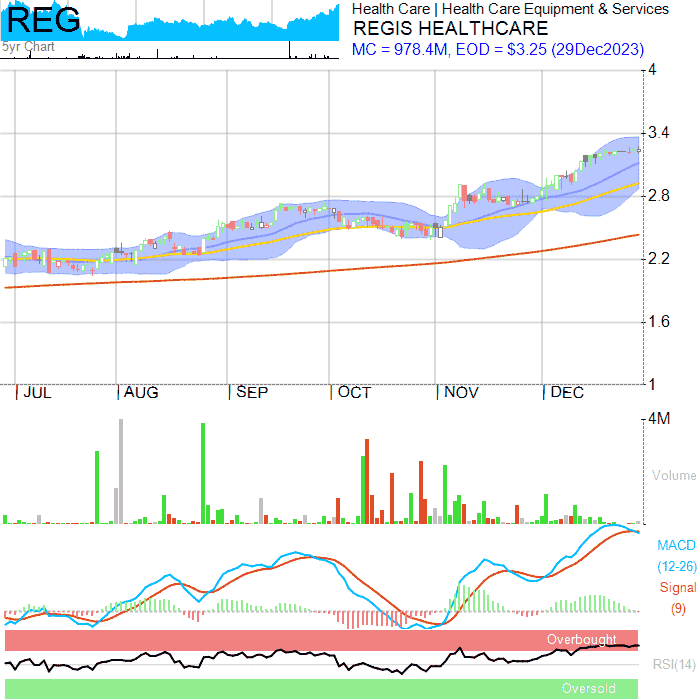 REG
5yr Chart
Health Care | Health Care Equipment & Services
REGIS HEALTHCARE
MC = 978.4M, EOD = $3.25 (29Dec2023)
4
3.4
2.8
2.2
1.6
1
JUL AUG SEP OCT NOV DEC
4M
Volume
MACD
(12-26)
Signal
(9)
Overbought
RSI(14)
Oversold